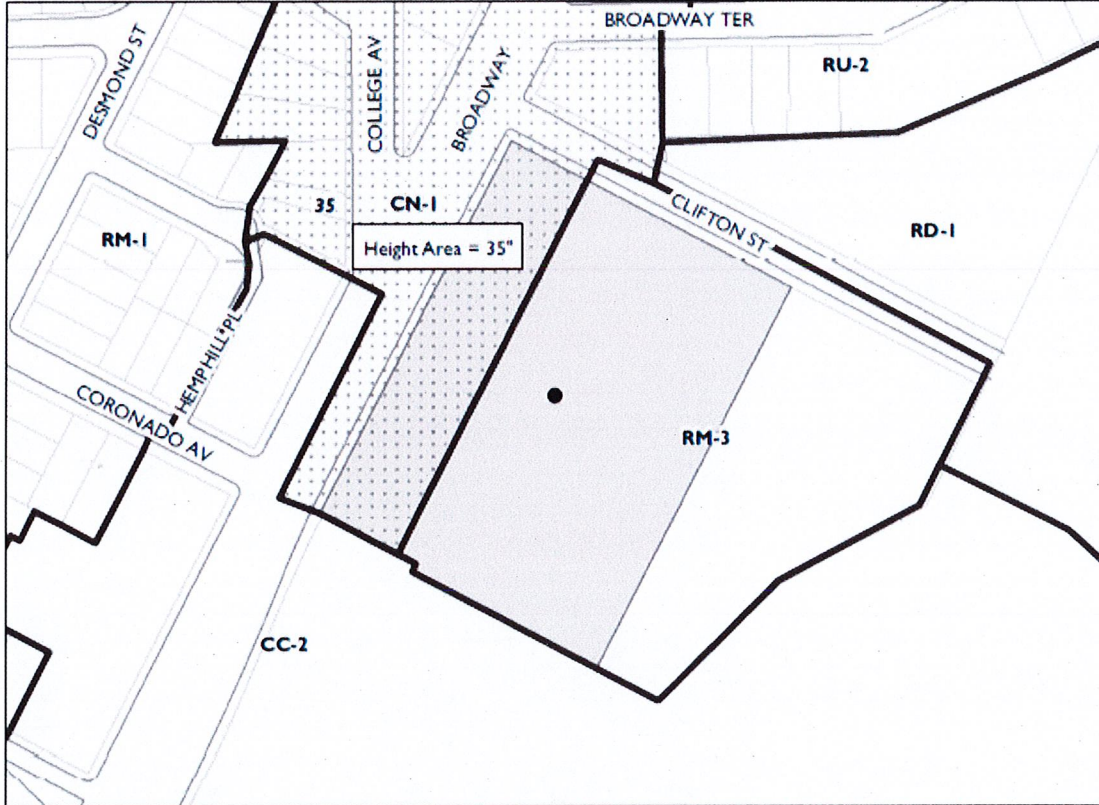 BROADWAY TER
RU-2
DESMOND ST
COLLEGE AV
BROADWAY
35
CN-1
CLIFTON ST
RD-1
RM-1
Height Area = 35"
HEMPHILL PL
CORONADO AV
RM-3
CC-2